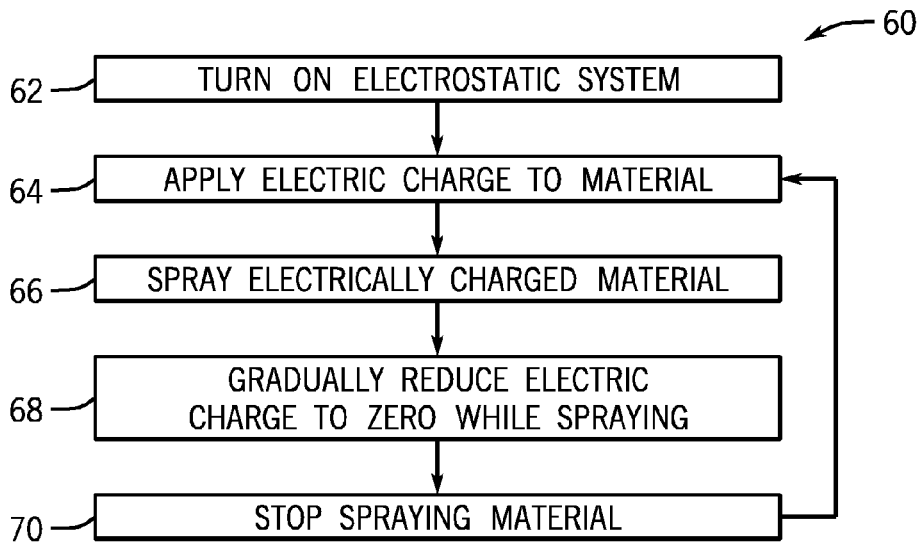 60
62
TURN ON ELECTROSTATIC SYSTEM
64
APPLY ELECTRIC CHARGE TO MATERIAL
66
SPRAY ELECTRICALLY CHARGED MATERIAL
68
GRADUALLY REDUCE ELECTRIC
CHARGE TO ZERO WHILE SPRAYING
70
STOP SPRAYING MATERIAL